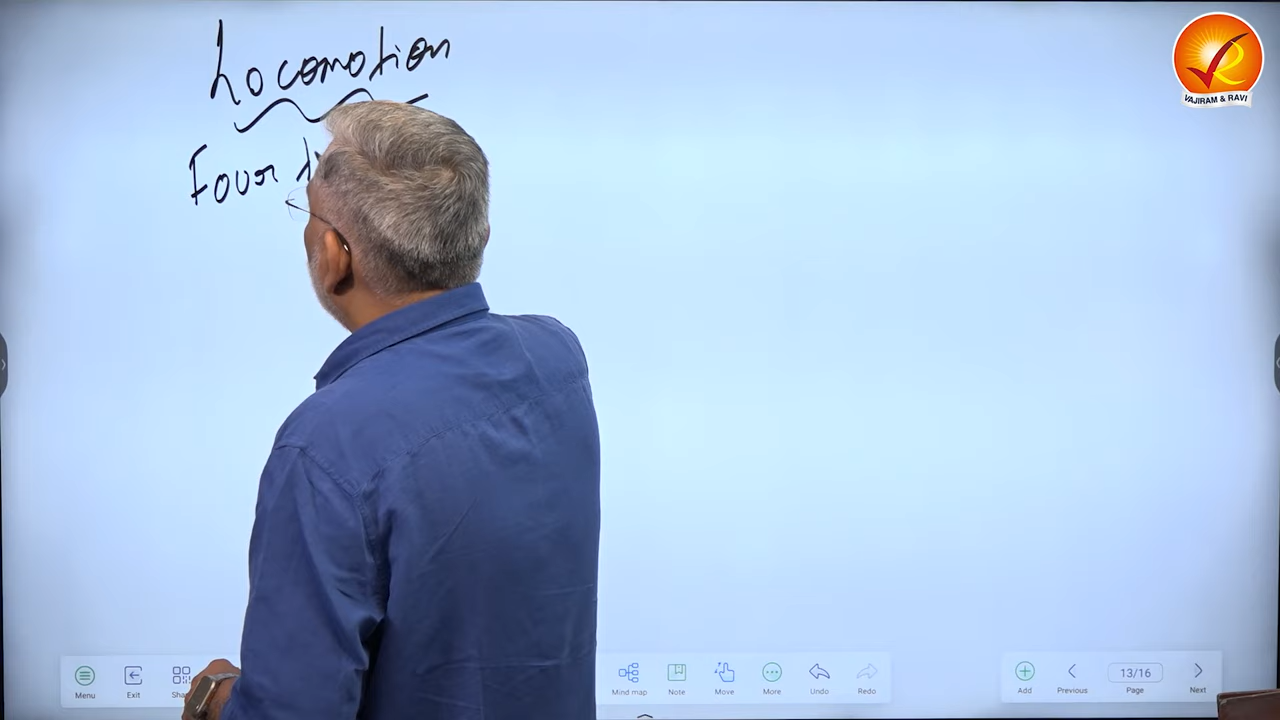 Locomotion
Four
VAJIRAM & RAVI
Menu
Exit
Mind map
Note
Move
More
Undo
Redo
Add
Previous
13/16
Page
Next